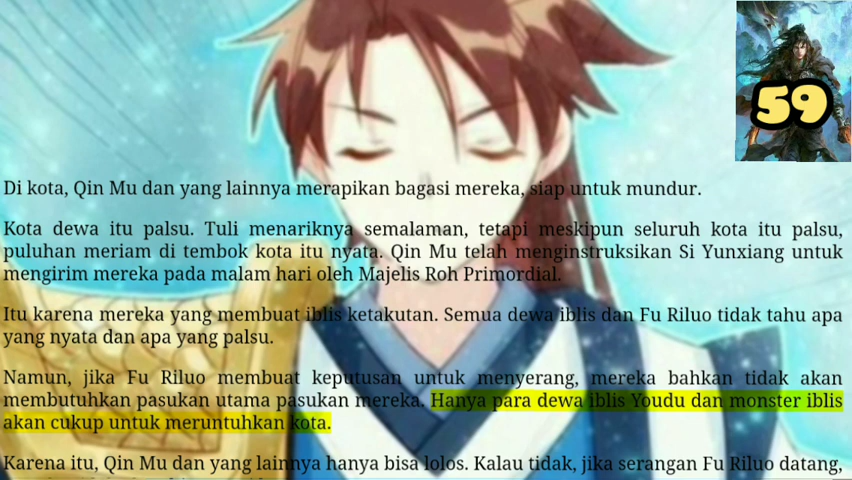 59
Di kota, Qin Mu dan yang lainnya merapikan bagasi mereka, siap untuk mundur.
Kota dewa itu palsu. Tuli menariknya semalaman, tetapi meskipun seluruh kota itu palsu,
puluhan meriam di tembok kota itu nyata. Qin Mu telah menginstruksikan Si Yunxiang untuk
mengirim mereka pada malam hari oleh Majelis Roh Primordial.
Itu karena mereka yang membuat iblis ketakutan. Semua dewa iblis dan Fu Riluo tidak tahu apa
yang nyata dan apa yang palsu.
Namun, jika Fu Riluo membuat keputusan untuk menyerang, mereka bahkan tidak akan
membutuhkan pasukan utama pasukan mereka. Hanya para dewa iblis Youdu dan monster iblis
akan cukup untuk meruntuhkan kota.
Karena itu, Qin Mu dan yang lainnya hanya bisa lolos. Kalau tidak, jika serangan Fu Riluo datang,